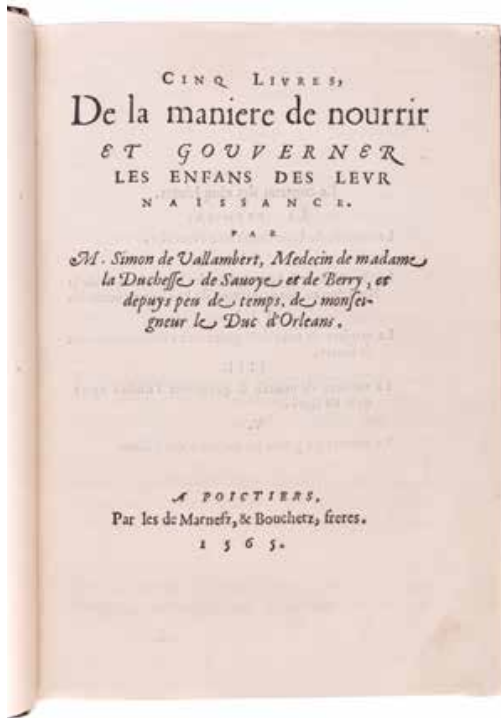 CINQ LIVRES,
De la maniere de nourrir
ET GOUVERNER
LES ENFANS DES LEUR
NAISSANCE.
PAR
M. Simon de Vallambert, Medecin de madame
la Duchesse de Sauoye et de Berry, et
depuys peu de temps, de monsei-
gneur le Duc d'Orleans.
A POICTIERS,
Par les de Marnefz, & Bouchetz, freres.
1565.